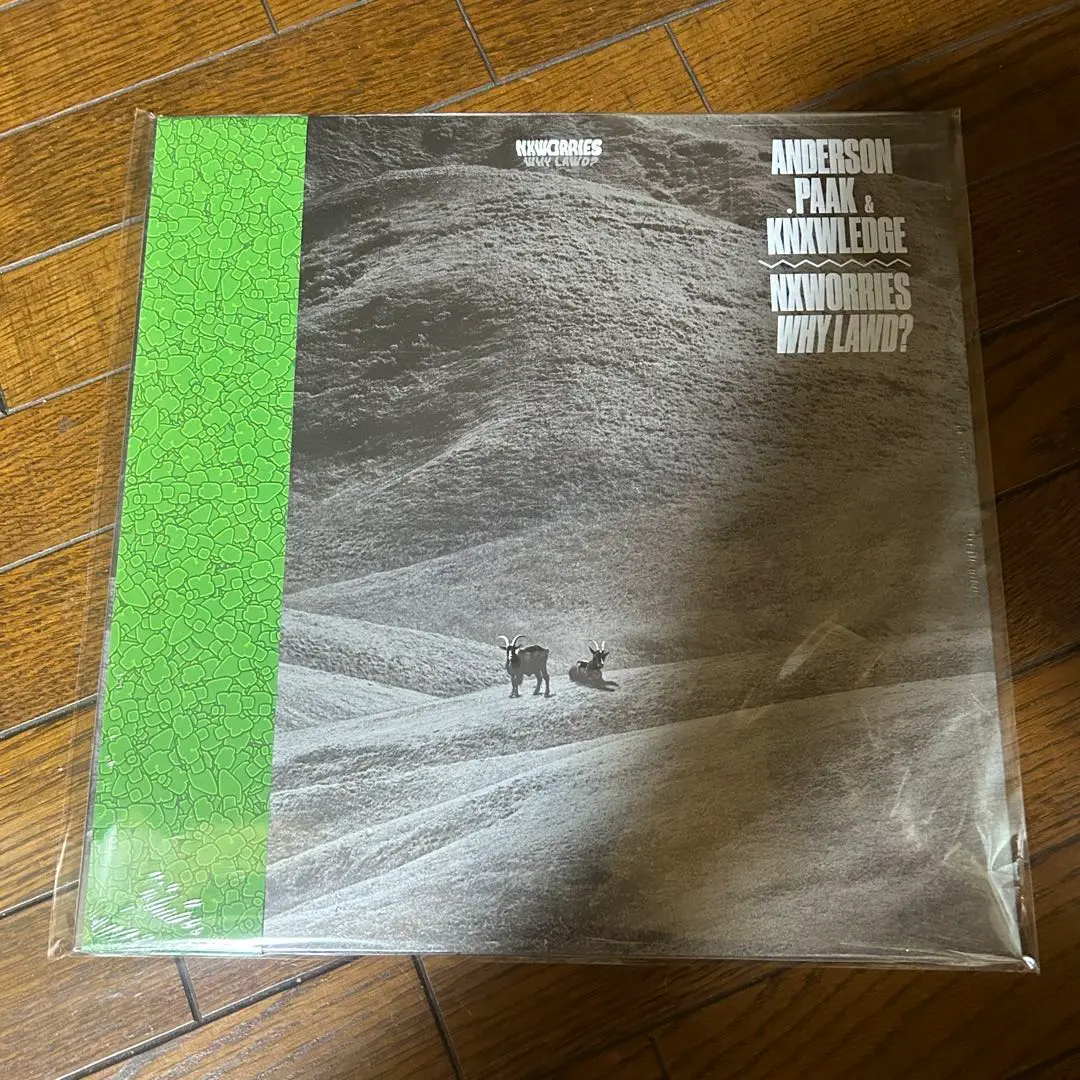 NXWORRIES
WHY LAWD?
ANDERSON
.PAAK &
KNXWLEDGE
NXWORRIES
WHY LAWD?